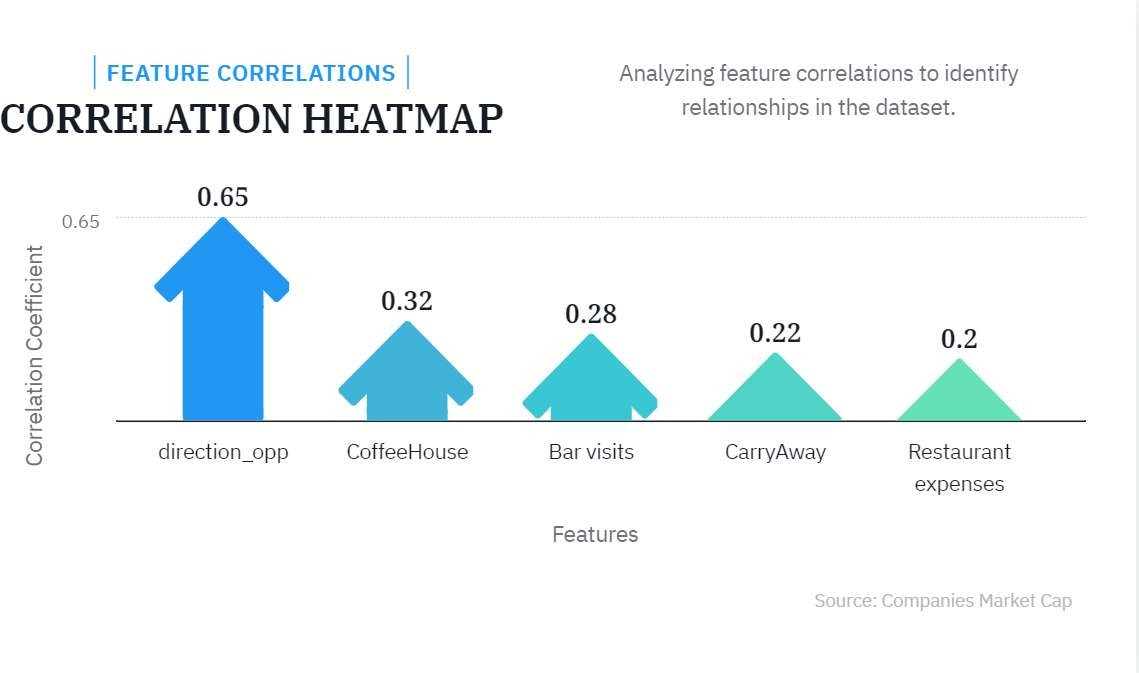 FEATURE CORRELATIONS
CORRELATION HEATMAP
Analyzing feature correlations to identify
relationships in the dataset.
0.65
0.65
0.32
0.28
0.22
0.2
Correlation Coefficient
direction_opp
CoffeeHouse
Bar visits
CarryAway
Restaurant
expenses
Features
Source: Companies Market Cap